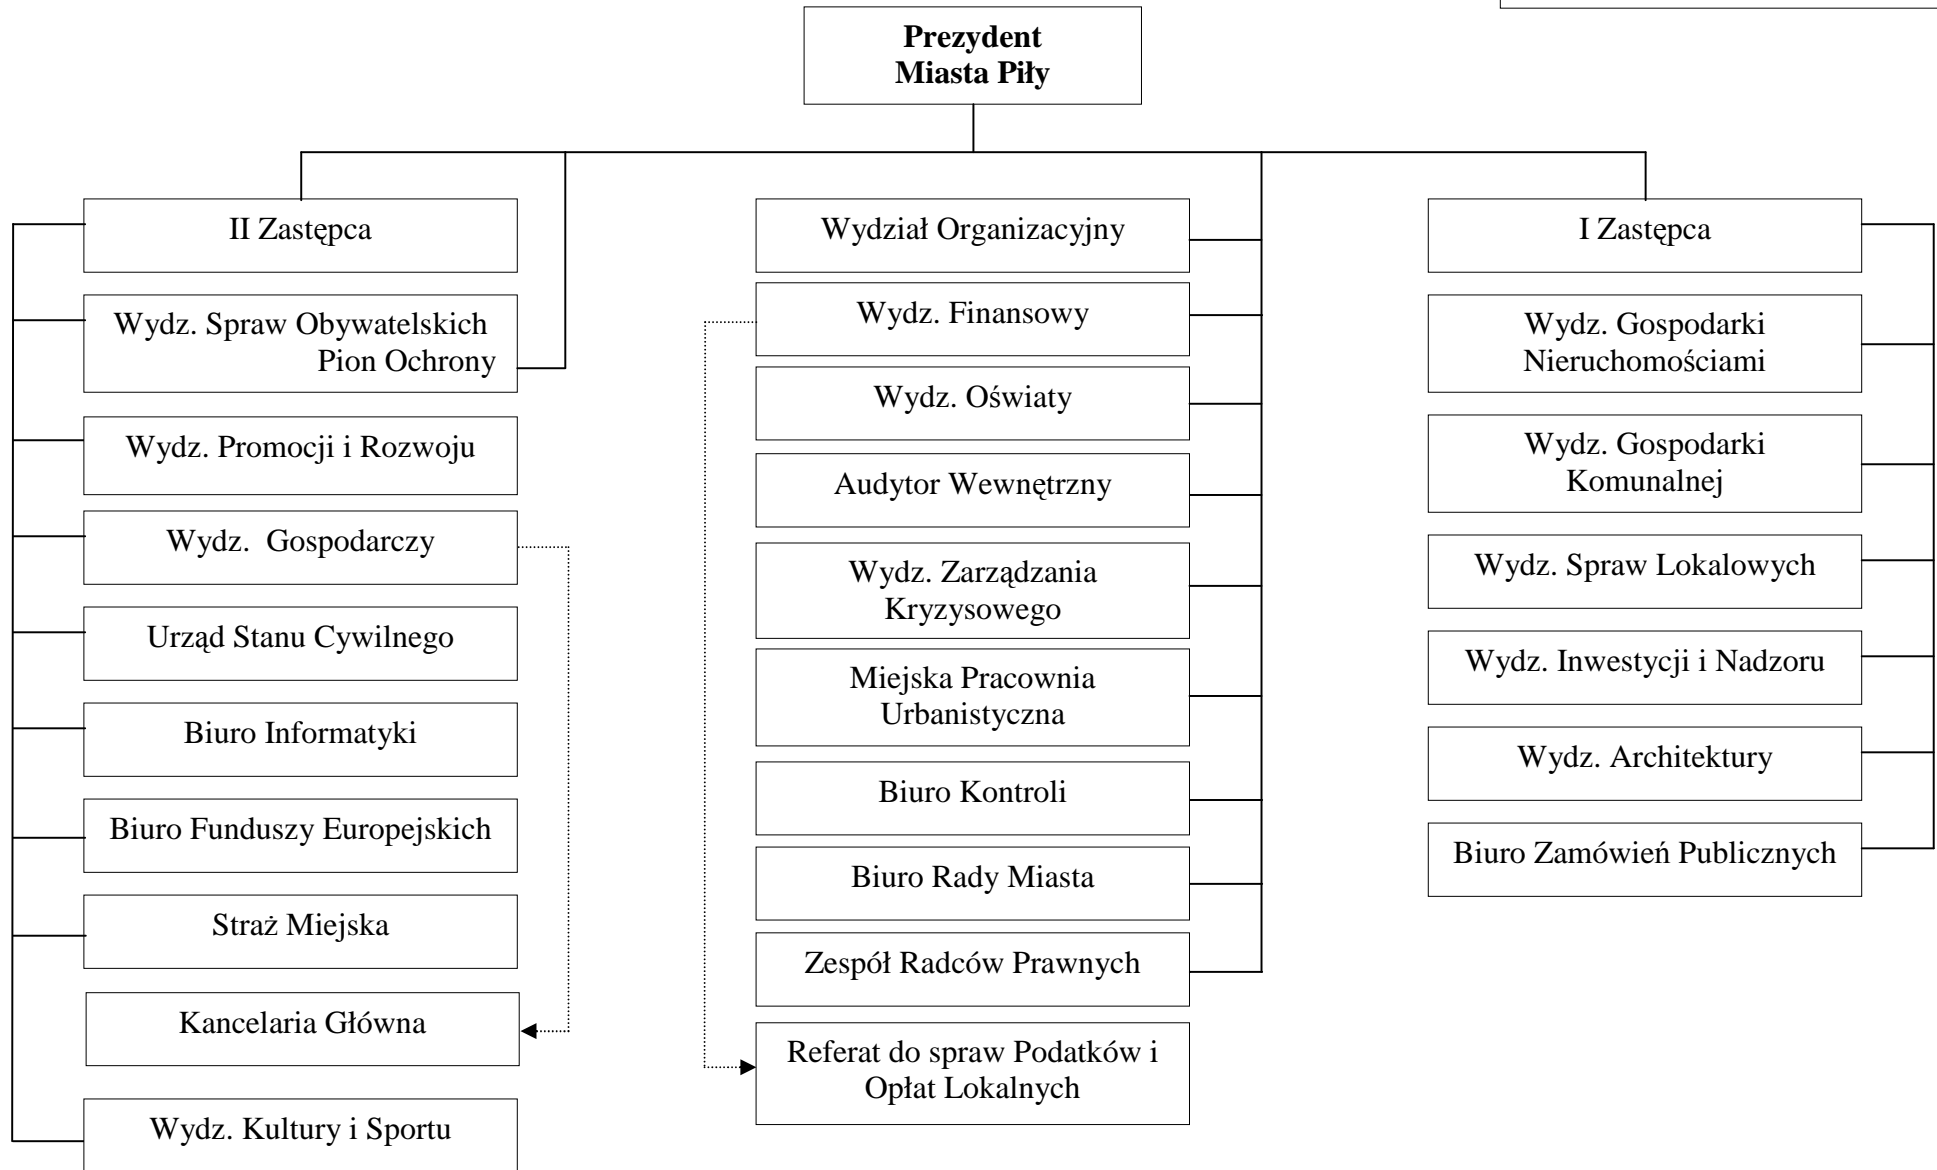 Prezydent
Miasta Piły
II Zastępca
Wydz. Spraw Obywatelskich
Pion Ochrony
Wydz. Promocji i Rozwoju
Wydz. Gospodarczy
Urząd Stanu Cywilnego
Biuro Informatyki
Biuro Funduszy Europejskich
Straż Miejska
Kancelaria Główna
Wydz. Kultury i Sportu
Wydział Organizacyjny
Wydz. Finansowy
Wydz. Oświaty
Audytor Wewnętrzny
Wydz. Zarządzania
Kryzysowego
Miejska Pracownia
Urbanistyczna
Biuro Kontroli
Biuro Rady Miasta
Zespół Radców Prawnych
Referat do spraw Podatków i
Opłat Lokalnych
I Zastępca
Wydz. Gospodarki
Nieruchomościami
Wydz. Gospodarki
Komunalnej
Wydz. Spraw Lokalowych
Wydz. Inwestycji i Nadzoru
Wydz. Architektury
Biuro Zamówień Publicznych